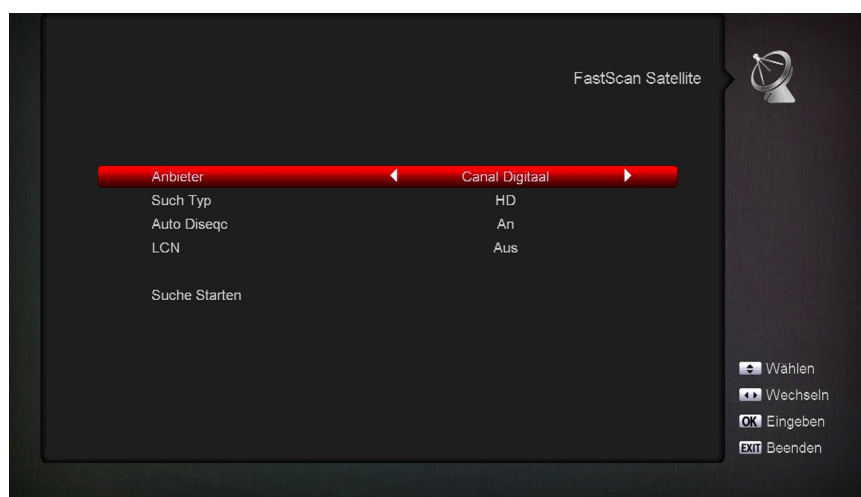 FastScan Satellite
Anbieter Canal Digitaal
Such Typ HD
Auto Diseqc An
LCN Aus
Suche Starten
Wählen
Wechseln
OK Eingeben
EXIT Beenden